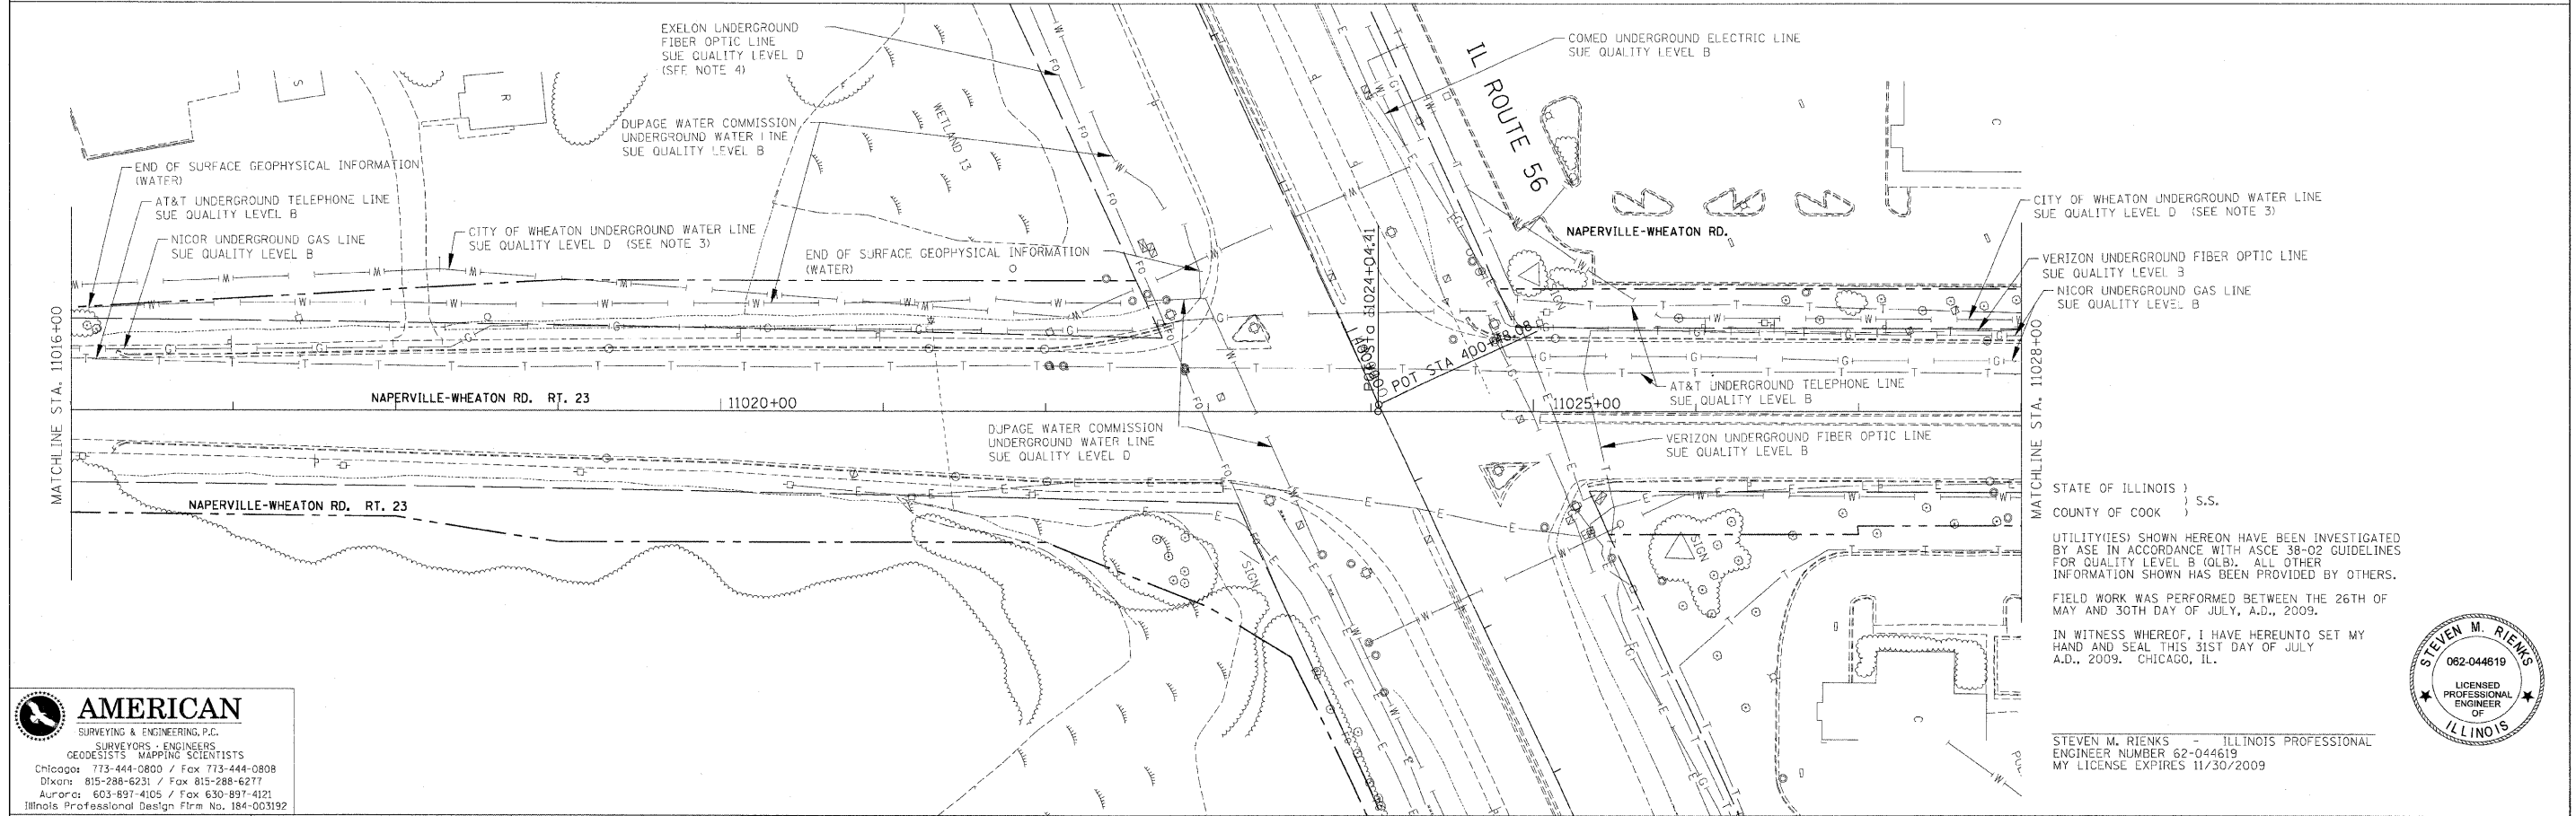 EXELON UNDERGROUND
FIBER OPTIC LINE
SUE QUALITY LEVEL D
(SEE NOTE 4)
COMED UNDERGROUND ELECTRIC LINE
SUE QUALITY LEVEL B
IL ROUTE 56
S
R
C
WETLAND 13
DUPAGE WATER COMMISSION
UNDERGROUND WATER LINE
SUE QUALITY LEVEL B
END OF SURFACE GEOPHYSICAL INFORMATION
(WATER)
AT&T UNDERGROUND TELEPHONE LINE
SUE QUALITY LEVEL B
NICOR UNDERGROUND GAS LINE
SUE QUALITY LEVEL B
CITY OF WHEATON UNDERGROUND WATER LINE
SUE QUALITY LEVEL D (SEE NOTE 3)
END OF SURFACE GEOPHYSICAL INFORMATION
(WATER)
NAPERVILLE-WHEATON RD.
CITY OF WHEATON UNDERGROUND WATER LINE
SUE QUALITY LEVEL D (SEE NOTE 3)
VERIZON UNDERGROUND FIBER OPTIC LINE
SUE QUALITY LEVEL B
NICOR UNDERGROUND GAS LINE
SUE QUALITY LEVEL B
MATCHLINE STA. 11016+00
11024+04.41
SIGN
POT STA 400+48.08
MATCHLINE STA. 11028+00
AT&T UNDERGROUND TELEPHONE LINE
SUE QUALITY LEVEL B
NAPERVILLE-WHEATON RD. RT. 23
11020+00
11025+00
DUPAGE WATER COMMISSION
UNDERGROUND WATER LINE
SUE QUALITY LEVEL D
VERIZON UNDERGROUND FIBER OPTIC LINE
SUE QUALITY LEVEL B
NAPERVILLE-WHEATON RD. RT. 23
SIGN
SIGN
C
STATE OF ILLINOIS )
) S.S.
COUNTY OF COOK )
UTILITY(IES) SHOWN HEREON HAVE BEEN INVESTIGATED
BY ASE IN ACCORDANCE WITH ASCE 38-02 GUIDELINES
FOR QUALITY LEVEL B (QLB). ALL OTHER
INFORMATION SHOWN HAS BEEN PROVIDED BY OTHERS.
FIELD WORK WAS PERFORMED BETWEEN THE 26TH OF
MAY AND 30TH DAY OF JULY, A.D., 2009.
IN WITNESS WHEREOF, I HAVE HEREUNTO SET MY
HAND AND SEAL THIS 31ST DAY OF JULY
A.D., 2009. CHICAGO, IL.
STEVEN M. RIENKS - ILLINOIS PROFESSIONAL
ENGINEER NUMBER 62-044619
MY LICENSE EXPIRES 11/30/2009
STEVEN M. RIENKS
062-044619
LICENSED
PROFESSIONAL
ENGINEER
OF
ILLINOIS
AMERICAN
SURVEYING & ENGINEERING, P.C.
SURVEYORS · ENGINEERS
GEODESISTS MAPPING SCIENTISTS
Chicago: 773-444-0800 / Fax 773-444-0808
Dixon: 815-288-6231 / Fax 815-288-6277
Aurora: 603-897-4105 / Fax 630-897-4121
Illinois Professional Design Firm No. 184-003192